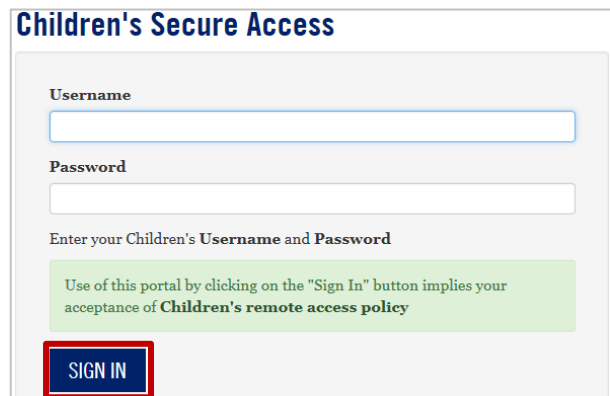 Children's Secure Access
Username
Password
Enter your Children's Username and Password
Use of this portal by clicking on the "Sign In" button implies your
acceptance of Children's remote access policy
SIGN IN